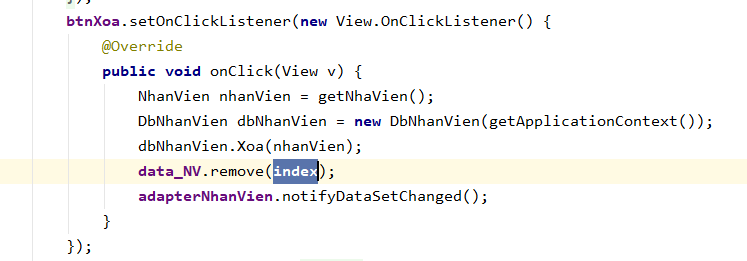 });
btnXoa.setOnClickListener(new View.OnClickListener() {
@Override
public void onClick(View v) {
NhanVien nhanVien = getNhaVien();
DbNhanVien dbNhanVien = new DbNhanVien(getApplicationContext());
dbNhanVien.Xoa(nhanVien);
data_NV.remove(index);
adapterNhanVien.notifyDataSetChanged();
}
});